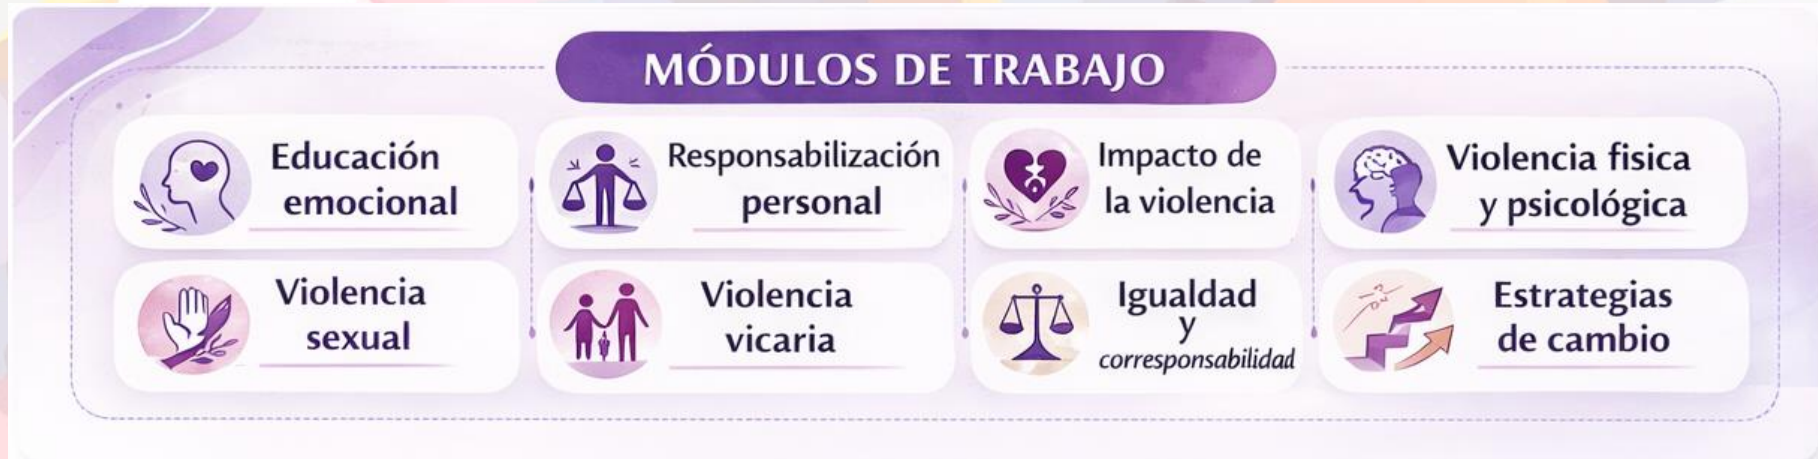 MÓDULOS DE TRABAJO
Educación
emocional
Responsabilización
personal
Impacto de
la violencia
Violencia fisica
y psicológica
Violencia
sexual
Violencia
vicaria
Igualdad
y
corresponsabilidad
Estrategias
de cambio